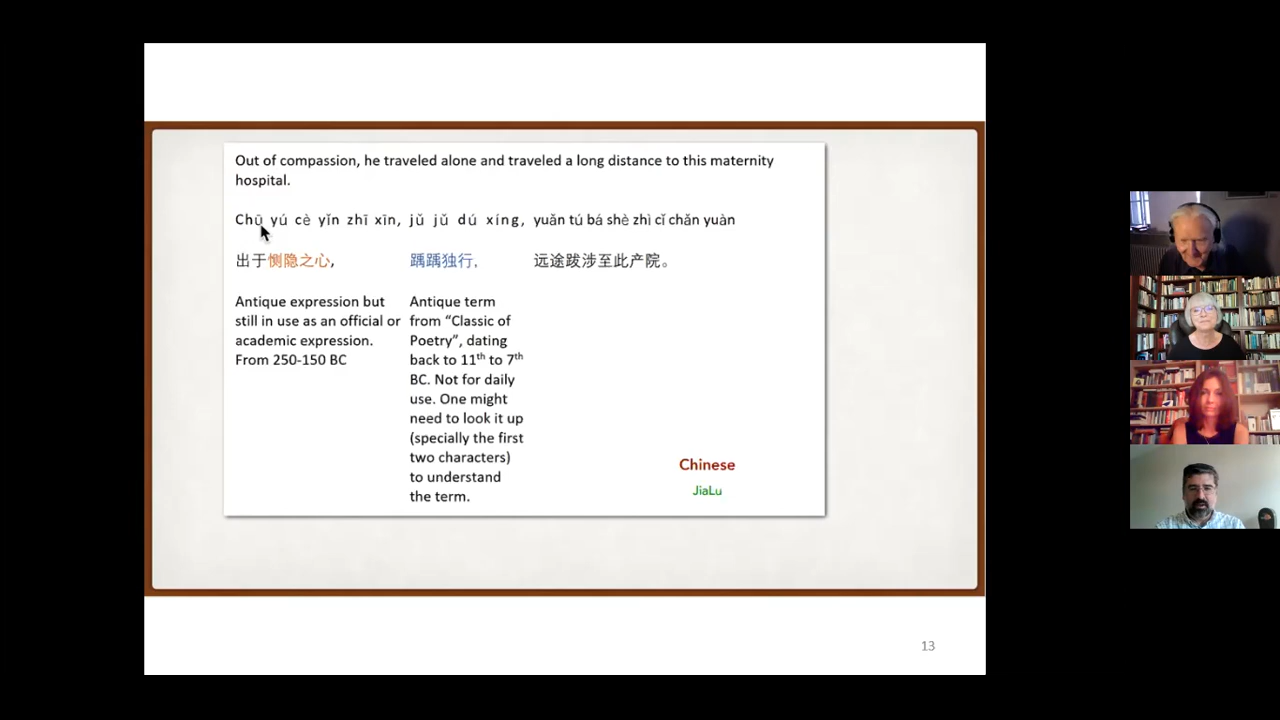 Out of compassion, he traveled alone and traveled a long distance to this maternity
hospital.
Chū yú cè yǐn zhī xīn, jǔ jǔ dú xíng, yuǎn tú bá shè zhì cǐ chǎn yuàn
出于恻隐之心, 踽踽独行, 远途跋涉至此产院。
Antique expression but
still in use as an official or
academic expression.
From 250-150 BC
Antique term
from “Classic of
Poetry”, dating
back to 11th to 7th
BC. Not for daily
use. One might
need to look it up
(specially the first
two characters)
to understand
the term.
Chinese
JiaLu
13